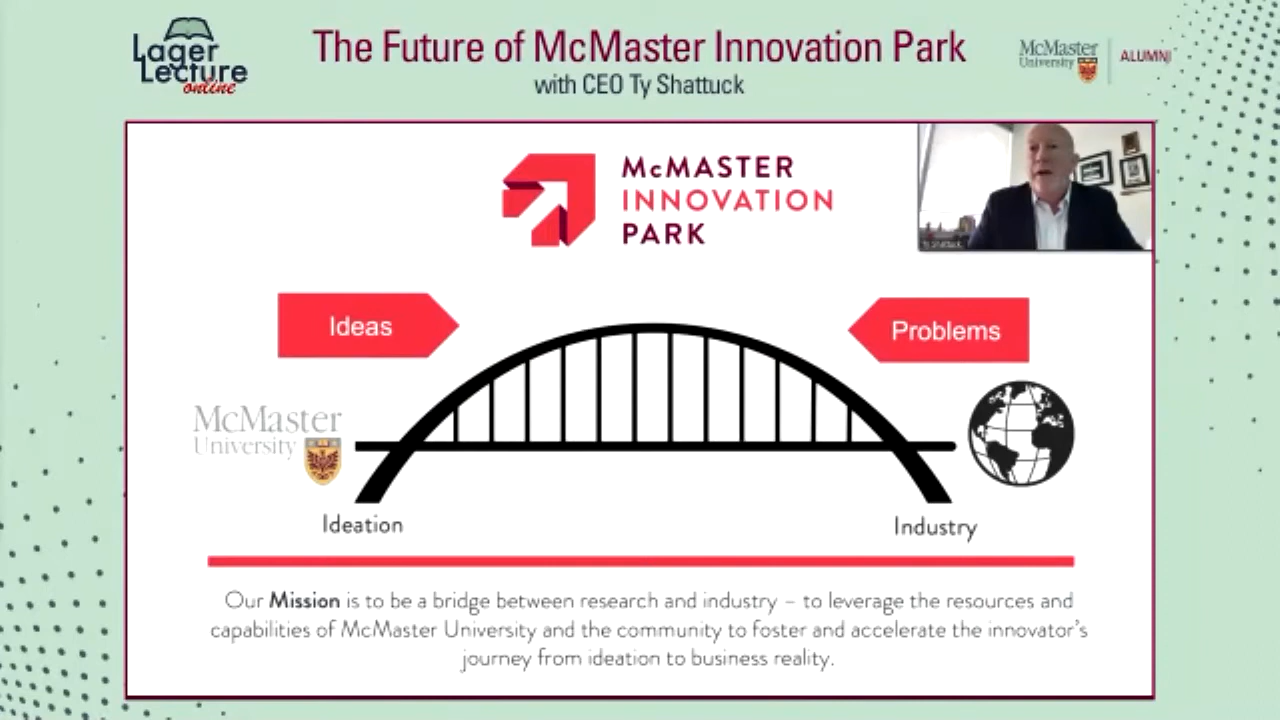 Lager
Lecture
online
The Future of McMaster Innovation Park
with CEO Ty Shattuck
McMaster
University
ALUMNI
McMASTER
INNOVATION
PARK
Ty Shattuck
Ideas
Problems
McMaster
University
Ideation
Industry
Our Mission is to be a bridge between research and industry – to leverage the resources and
capabilities of McMaster University and the community to foster and accelerate the innovator's
journey from ideation to business reality.